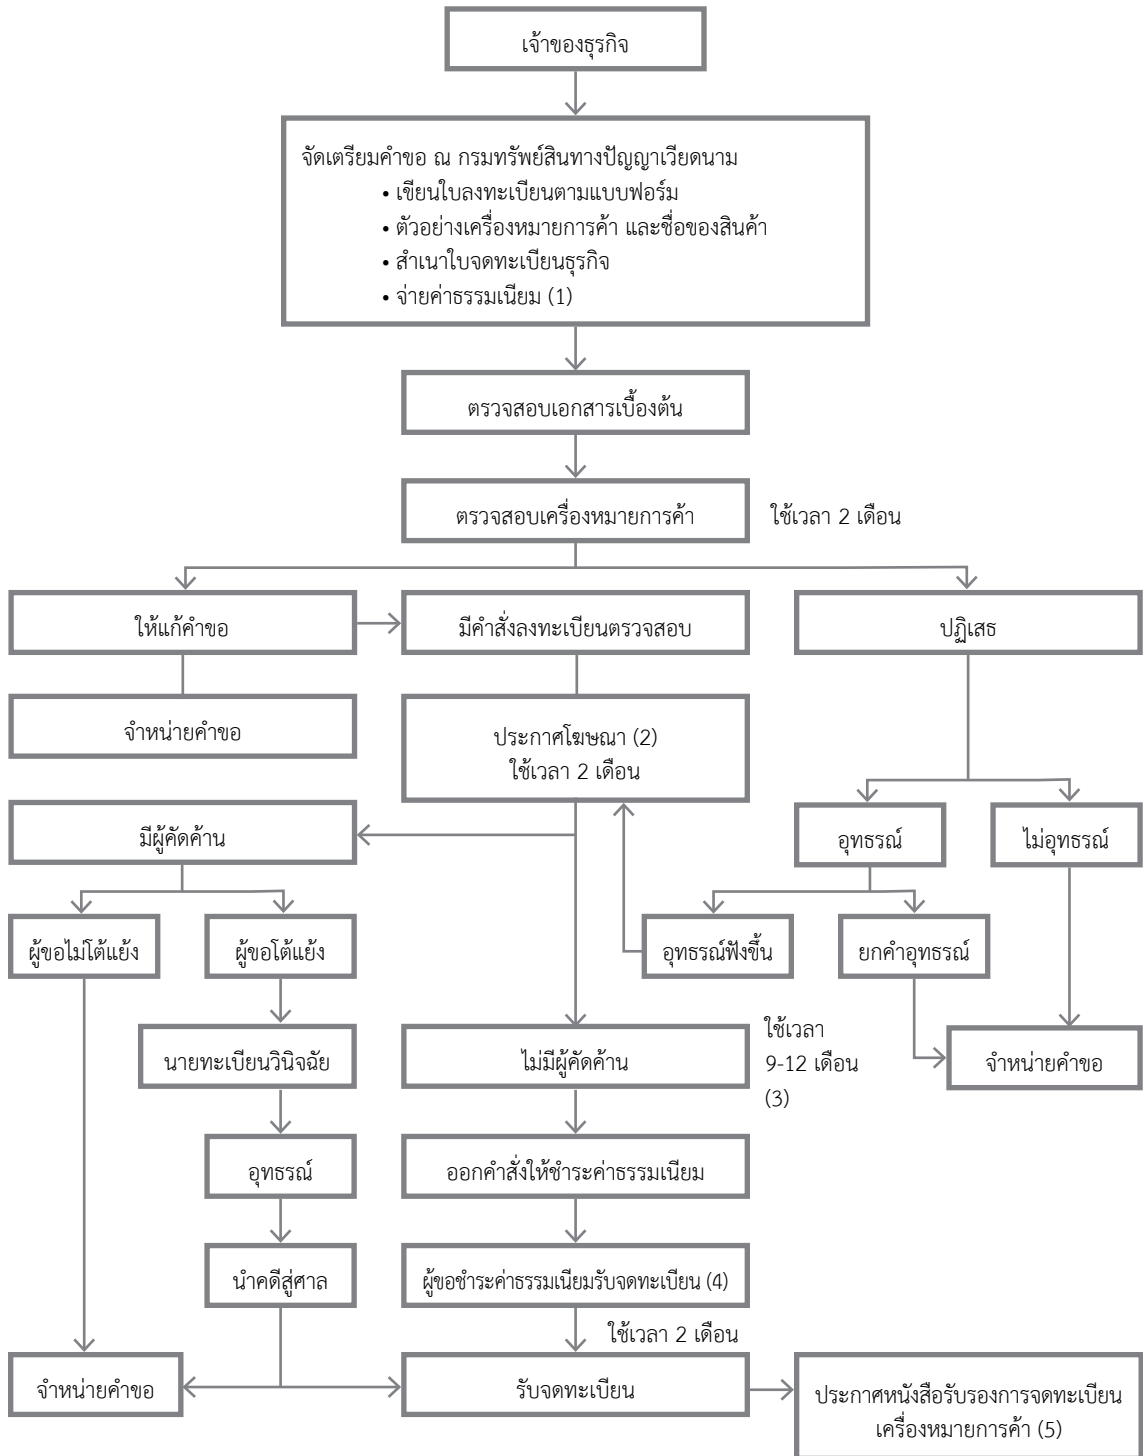 เจ้าของธุรกิจ
จัดเตรียมคำขอ ณ กรมทรัพย์สินทางปัญญาเวียดนาม
• เขียนใบลงทะเบียนตามแบบฟอร์ม
• ตัวอย่างเครื่องหมายการค้า และชื่อของสินค้า
• สำเนาใบจดทะเบียนธุรกิจ
• จ่ายค่าธรรมเนียม (1)
ตรวจสอบเอกสารเบื้องต้น
ตรวจสอบเครื่องหมายการค้า
ใช้เวลา 2 เดือน
ให้แก้คำขอ
มีคำสั่งลงทะเบียนตรวจสอบ
ปฏิเสธ
จำหน่ายคำขอ
ประกาศโฆษณา (2)
ใช้เวลา 2 เดือน
มีผู้คัดค้าน
อุทธรณ์
ไม่อุทธรณ์
ผู้ขอไม่โต้แย้ง
ผู้ขอโต้แย้ง
อุทธรณ์ฟังขึ้น
ยกคำอุทธรณ์
นายทะเบียนวินิจฉัย
ไม่มีผู้คัดค้าน
ใช้เวลา
9-12 เดือน
(3)
จำหน่ายคำขอ
อุทธรณ์
ออกคำสั่งให้ชำระค่าธรรมเนียม
นำคดีสู่ศาล
ผู้ขอชำระค่าธรรมเนียมรับจดทะเบียน (4)
ใช้เวลา 2 เดือน
จำหน่ายคำขอ
รับจดทะเบียน
ประกาศหนังสือรับรองการจดทะเบียน
เครื่องหมายการค้า (5)